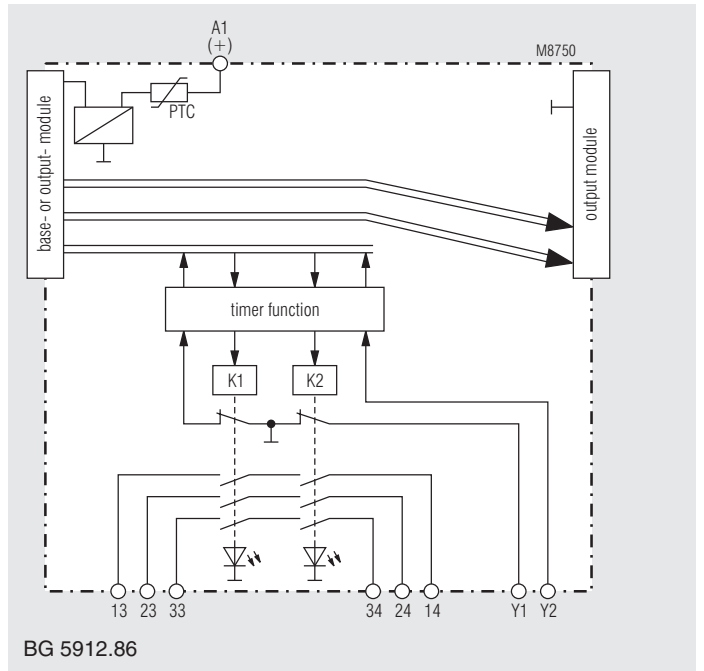 A1
(+)
M8750
PTC
base- or output- module
output module
timer function
K1 K2
13 23 33 34 24 14 Y1 Y2
BG 5912.86